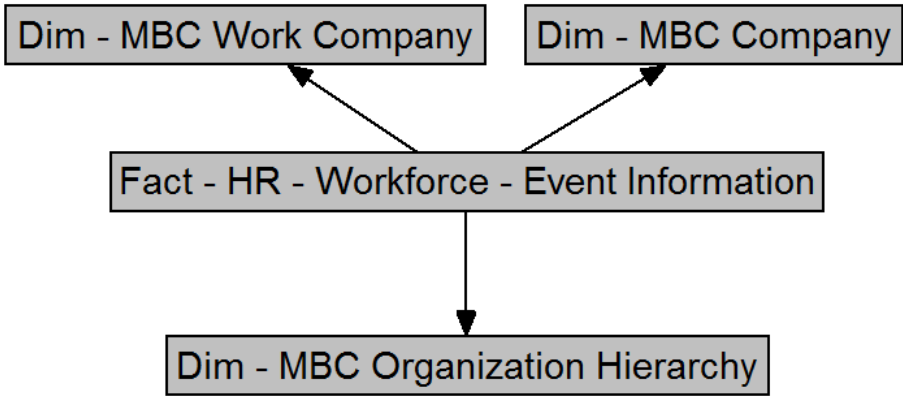 Dim - MBC Work Company
Dim - MBC Company
Fact - HR - Workforce - Event Information
Dim - MBC Organization Hierarchy